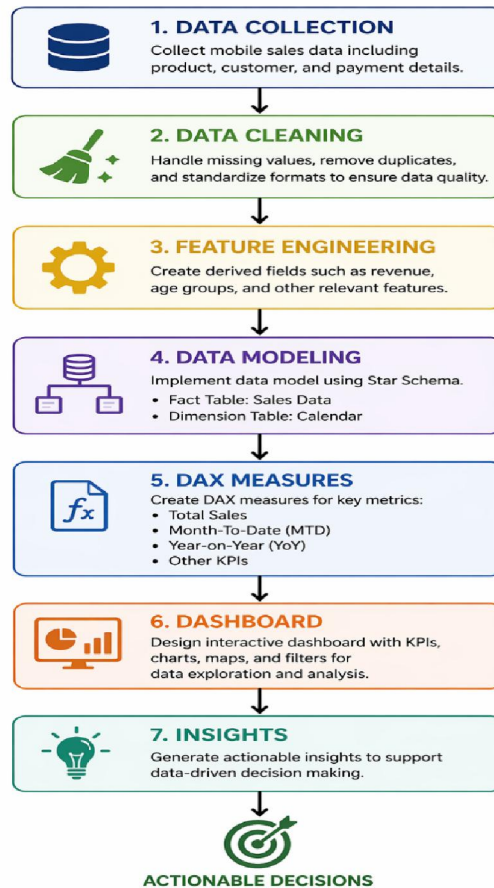 1. DATA COLLECTION
Collect mobile sales data including
product, customer, and payment details.
2. DATA CLEANING
Handle missing values, remove duplicates,
and standardize formats to ensure data quality.
3. FEATURE ENGINEERING
Create derived fields such as revenue,
age groups, and other relevant features.
4. DATA MODELING
Implement data model using Star Schema.
• Fact Table: Sales Data
• Dimension Table: Calendar
fx
5. DAX MEASURES
Create DAX measures for key metrics:
• Total Sales
• Month-To-Date (MTD)
• Year-on-Year (YoY)
• Other KPIs
6. DASHBOARD
Design interactive dashboard with KPIs,
charts, maps, and filters for
data exploration and analysis.
7. INSIGHTS
Generate actionable insights to support
data-driven decision making.
ACTIONABLE DECISIONS